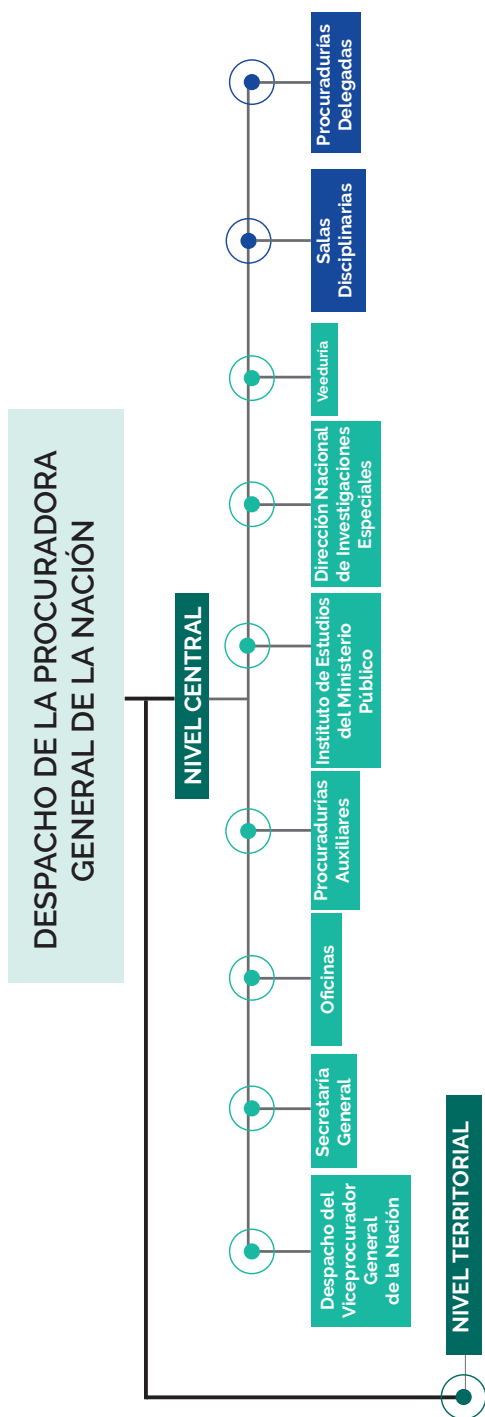 DESPACHO DE LA PROCURADORA
GENERAL DE LA NACIÓN
NIVEL CENTRAL
Despacho del
Viceprocurador
General
de la Nación
Secretaría
General
Oficinas
Procuradurías
Auxiliares
Instituto de Estudios
del Ministerio
Público
Dirección Nacional
de Investigaciones
Especiales
Veeduría
Salas
Disciplinarias
Procuradurías
Delegadas
NIVEL TERRITORIAL